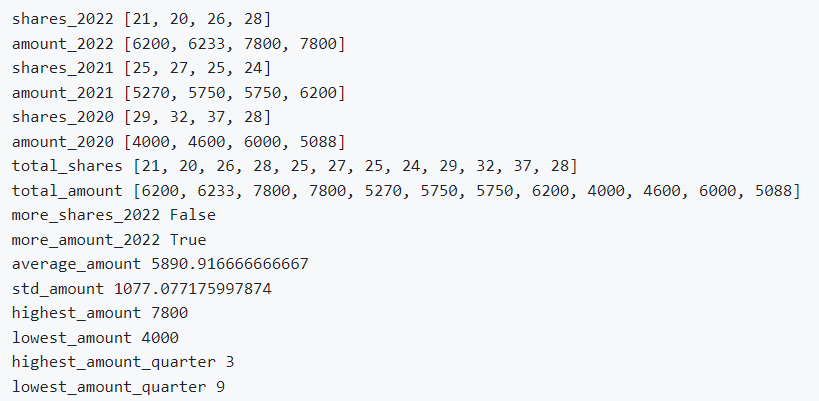 shares_2022 [21, 20, 26, 28]
amount_2022 [6200, 6233, 7800, 7800]
shares_2021 [25, 27, 25, 24]
amount_2021 [5270, 5750, 5750, 6200]
shares_2020 [29, 32, 37, 28]
amount_2020 [4000, 4600, 6000, 5088]
total_shares [21, 20, 26, 28, 25, 27, 25, 24, 29, 32, 37, 28]
total_amount [6200, 6233, 7800, 7800, 5270, 5750, 5750, 6200, 4000, 4600, 6000, 5088]
more_shares_2022 False
more_amount_2022 True
average_amount 5890.916666666667
std_amount 1077.077175997874
highest_amount 7800
lowest_amount 4000
highest_amount_quarter 3
lowest_amount_quarter 9